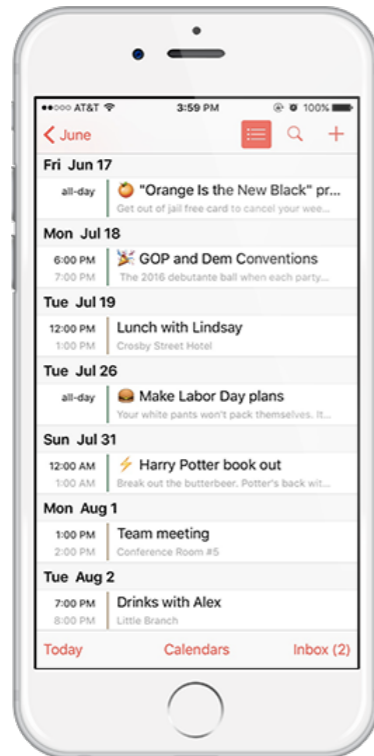 AT&T 3:59 PM 100%
June
Fri Jun 17
all-day "Orange Is the New Black" pr...
Get out of jail free card to cancel your wee...
Mon Jul 18
6:00 PM GOP and Dem Conventions
7:00 PM The 2016 debutante ball when each party...
Tue Jul 19
12:00 PM Lunch with Lindsay
1:00 PM Crosby Street Hotel
Tue Jul 26
all-day Make Labor Day plans
Your white pants won't pack themselves. It...
Sun Jul 31
12:00 AM Harry Potter book out
1:00 AM Break out the butterbeer. Potter's back wit...
Mon Aug 1
1:00 PM Team meeting
2:00 PM Conference Room #5
Tue Aug 2
7:00 PM Drinks with Alex
8:00 PM Little Branch
Today Calendars Inbox (2)